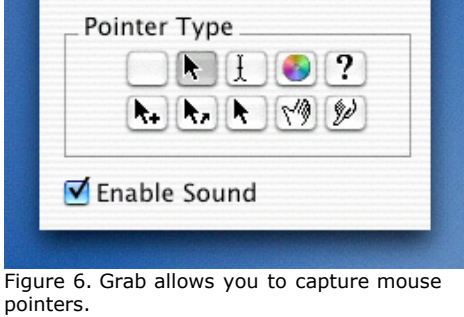 Pointer Type
?
Enable Sound
Figure 6. Grab allows you to capture mouse
pointers.